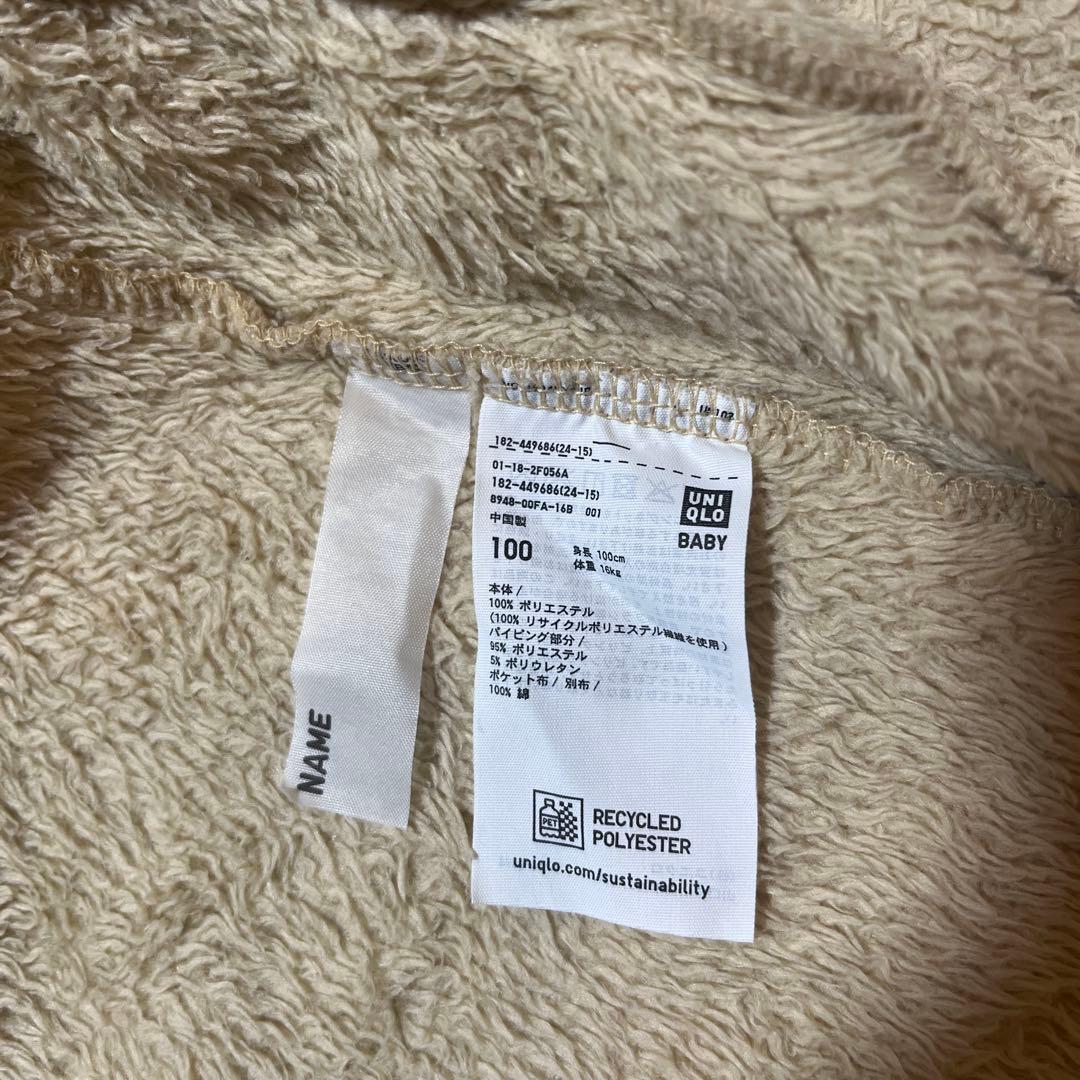 182-449686(24-15)
01-18-2F056A
182-449686(24-15)
8948-00FA-16B 001
中国製
UNI
QLO
BABY
100
身長 100cm
体重 16kg
本体 /
100% ポリエステル
(100% リサイクルポリエステル繊維を使用)
パイピング部分 /
95% ポリエステル
5% ポリウレタン
ポケット布 / 別布 /
100% 綿
PET
RECYCLED
POLYESTER
uniqlo.com/sustainability
NAME